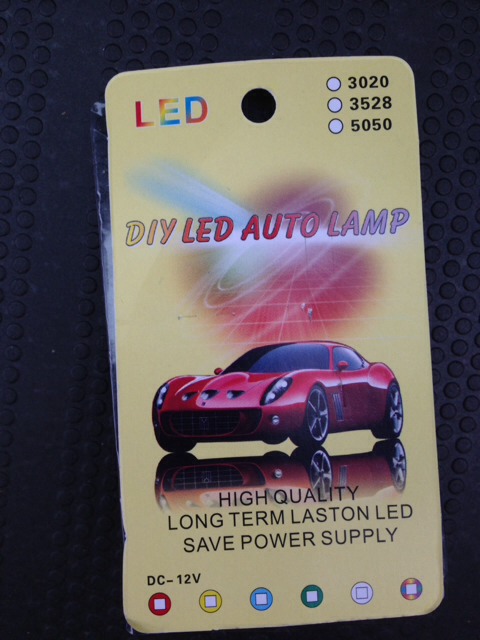 LED
3020
3528
5050
DIY LED AUTO LAMP
HIGH QUALITY
LONG TERM LASTON LED
SAVE POWER SUPPLY
DC-12V